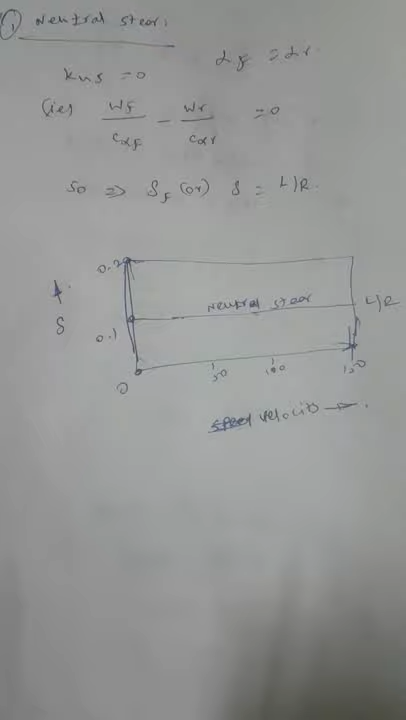 ① Neutral steer:
αf = αr.
kus = 0
(ie) Wf/Cαf - Wr/Cαr = 0
so ⇒ δf (or) δ = L/R.
0.2
Neutral steer
L/R
δ
0.1
0
50
100
150
velocity →.